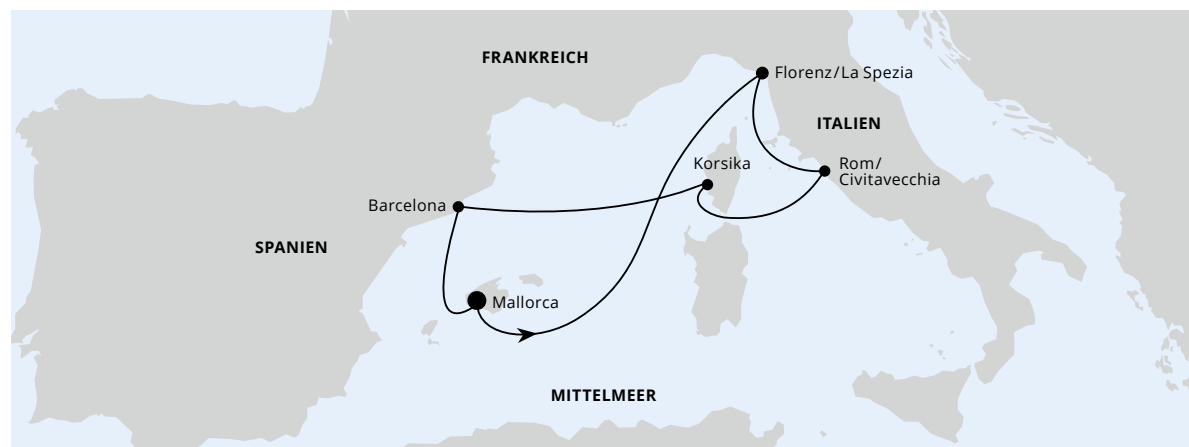 FRANKREICH
Florenz/La Spezia
ITALIEN
Korsika
Rom/
Civitavecchia
Barcelona
SPANIEN
Mallorca
MITTELMEER